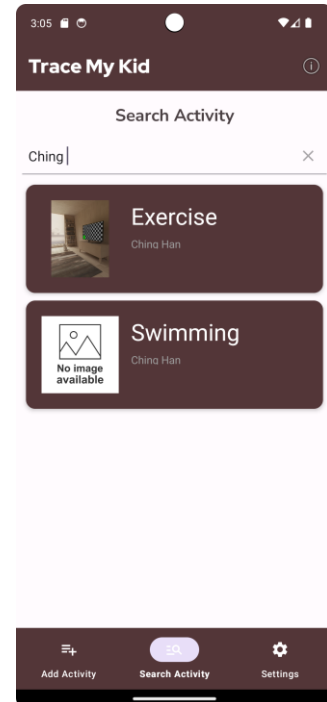 3:05
Trace My Kid
Search Activity
Ching
Exercise
Ching Han
Swimming
Ching Han
No image
available
Add Activity
Search Activity
Settings